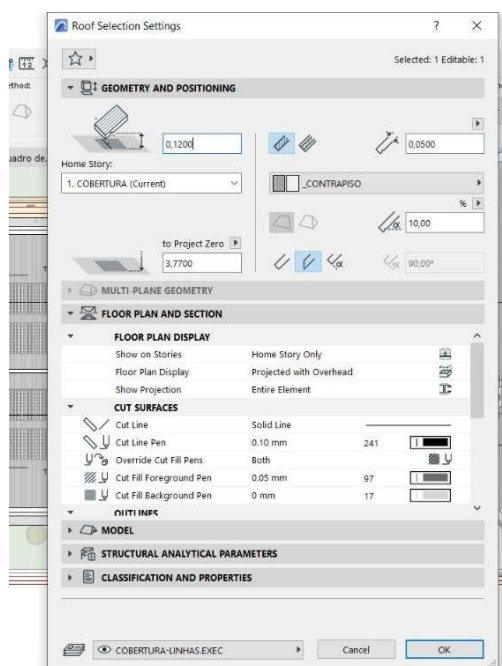 Roof Selection Settings ? ×
Selected: 1 Editable: 1
thod:
GEOMETRY AND POSITIONING
0,1200
0,0500
uadro de.
Home Story:
1. COBERTURA (Current)
_CONTRAPISO
%
10,00
to Project Zero
3,7700
90,00°
MULTI-PLANE GEOMETRY
FLOOR PLAN AND SECTION
FLOOR PLAN DISPLAY
Show on Stories Home Story Only
Floor Plan Display Projected with Overhead
Show Projection Entire Element
CUT SURFACES
Cut Line Solid Line
Cut Line Pen 0.10 mm 241
Override Cut Fill Pens Both
Cut Fill Foreground Pen 0.05 mm 97
Cut Fill Background Pen 0 mm 17
OUTLINES
MODEL
STRUCTURAL ANALYTICAL PARAMETERS
CLASSIFICATION AND PROPERTIES
COBERTURA-LINHAS.EXEC Cancel OK